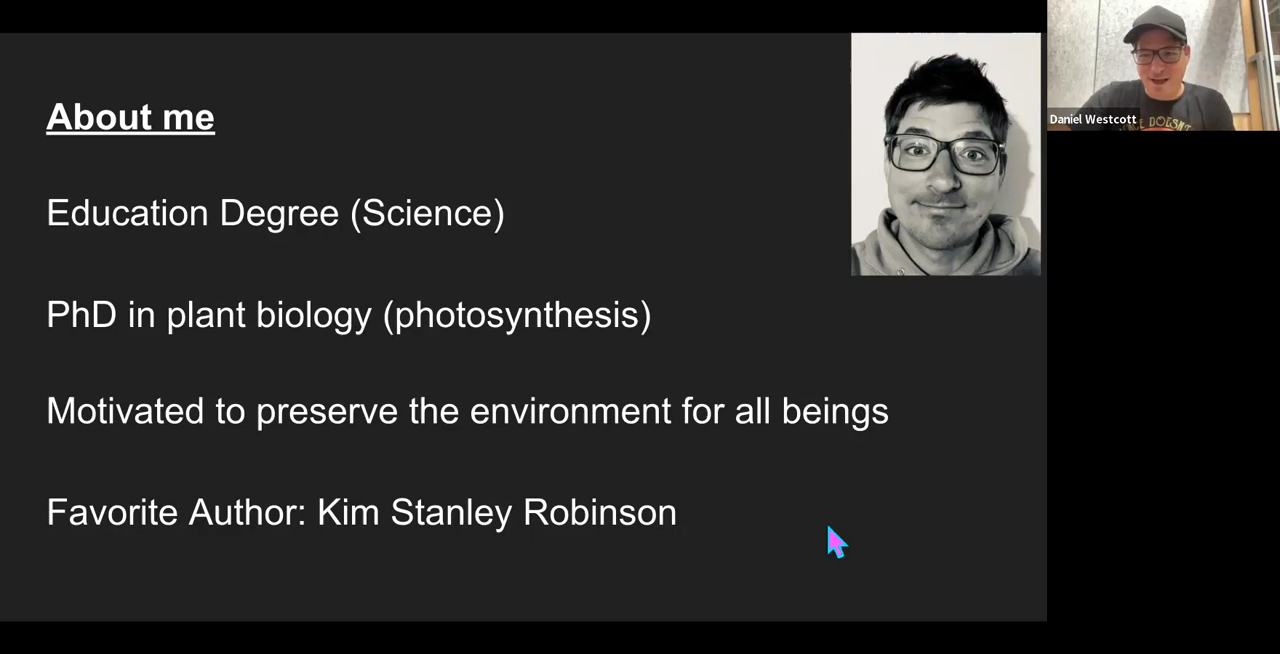 About me
Education Degree (Science)
PhD in plant biology (photosynthesis)
Motivated to preserve the environment for all beings
Favorite Author: Kim Stanley Robinson
Daniel Westcott
DOESN'T